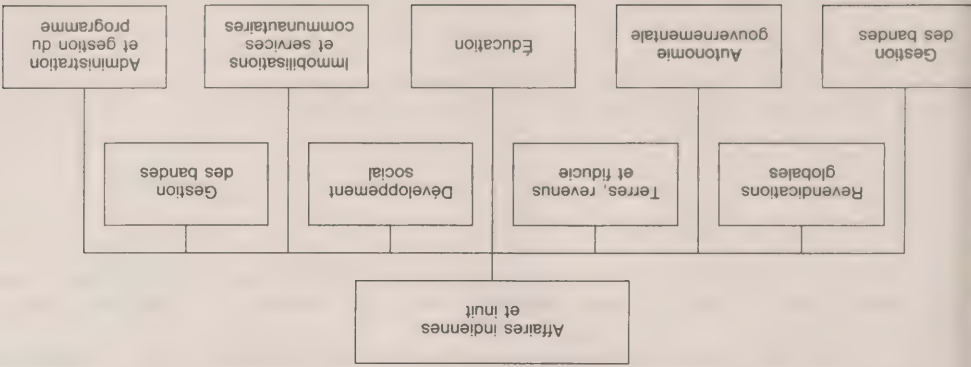 Affaires indiennes
et inuit
Revendications
globales
Terres, revenus
et fiducie
Développement
social
Gestion
des bandes
Gestion
des bandes
Autonomie
gouvernementale
Éducation
Immobilisations
et services
communautaires
Administration
et gestion du
programme